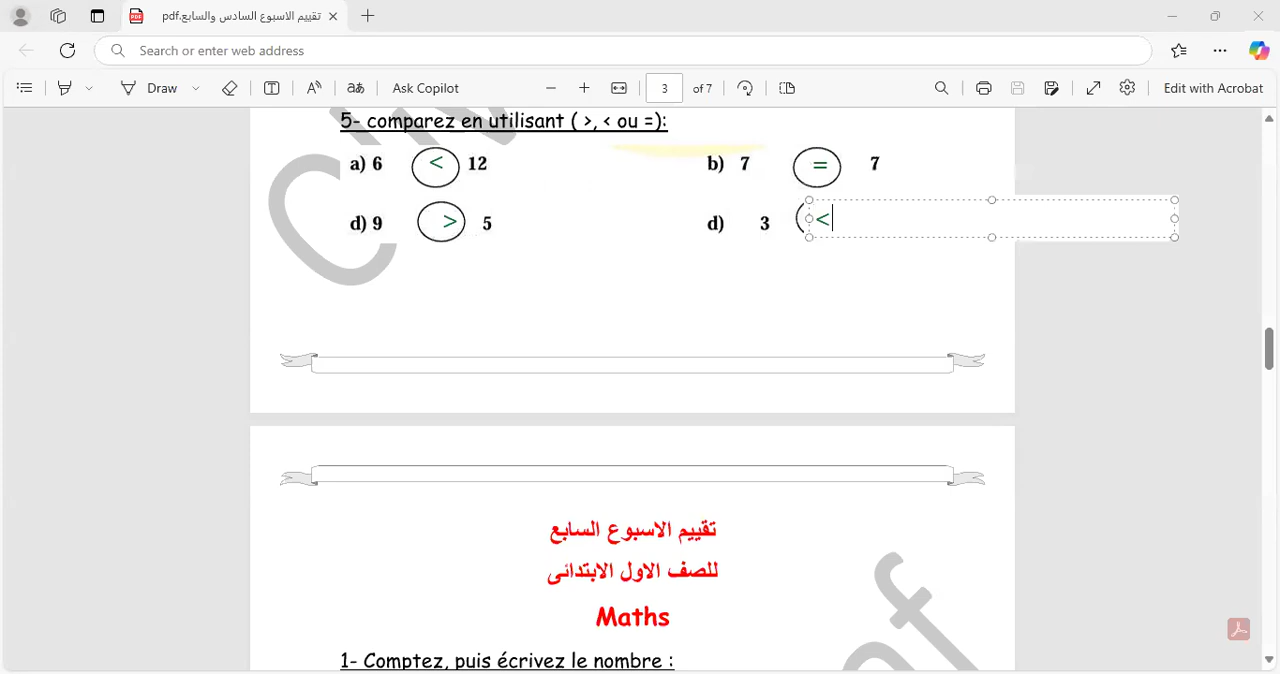 تقييم الاسبوع السادس والسابع.pdf
Search or enter web address
Draw
Ask Copilot
3 of 7
Edit with Acrobat
5- comparez en utilisant ( >, < ou =):
a) 6 < 12 b) 7 = 7
d) 9 > 5 d) 3 <
تقييم الاسبوع السابع
للصف الاول الابتدائى
Maths
1- Comptez, puis écrivez le nombre :